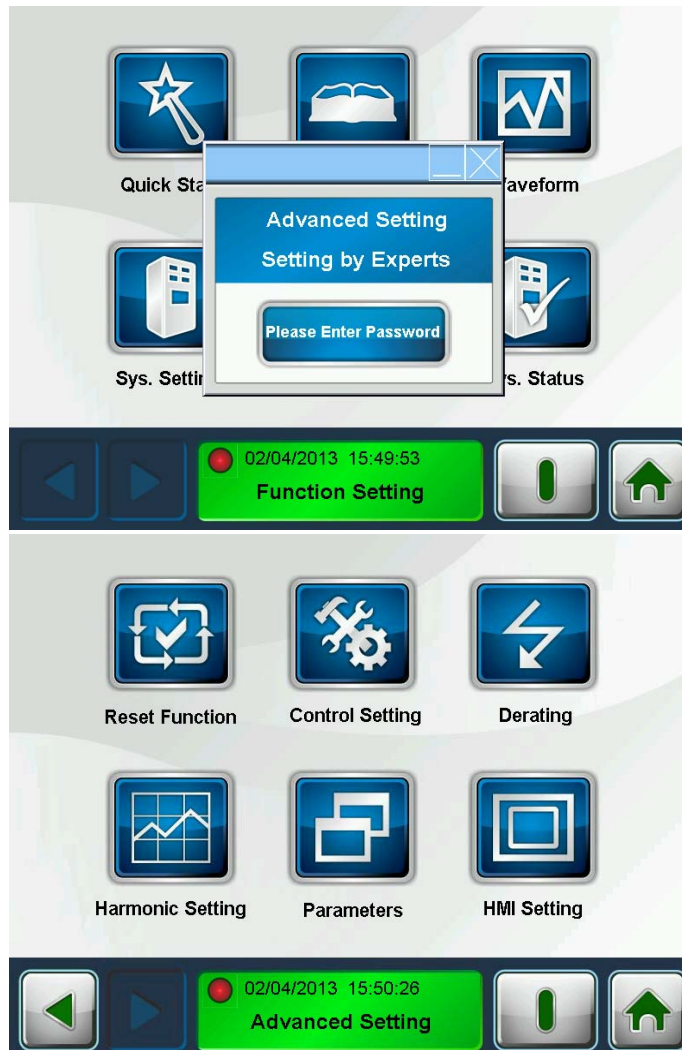 Quick Sta
aveform
Advanced Setting
Setting by Experts
Please Enter Password
Sys. Settin
s. Status
02/04/2013 15:49:53
Function Setting
Reset Function
Control Setting
Derating
Harmonic Setting
Parameters
HMI Setting
02/04/2013 15:50:26
Advanced Setting